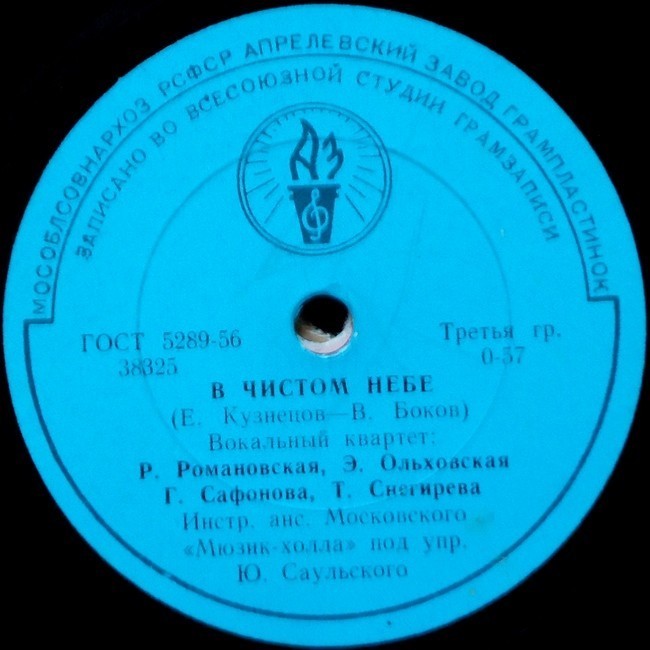 МОСОБЛСОВНАРХОЗ РСФСР АПРЕЛЕВСКИЙ ЗАВОД ГРАМПЛАСТИНОК
ЗАПИСАНО ВО ВСЕСОЮЗНОЙ СТУДИИ ГРАМЗАПИСИ
АЗ
ГОСТ 5289-56
38325
Третья гр.
0-57
В ЧИСТОМ НЕБЕ
(Е. Кузнецов—В. Боков)
Вокальный квартет:
Р. Романовская, Э. Ольховская
Г. Сафонова, Т. Снегирева
Инстр. анс. Московского
«Мюзик-холла» под упр.
Ю. Саульского